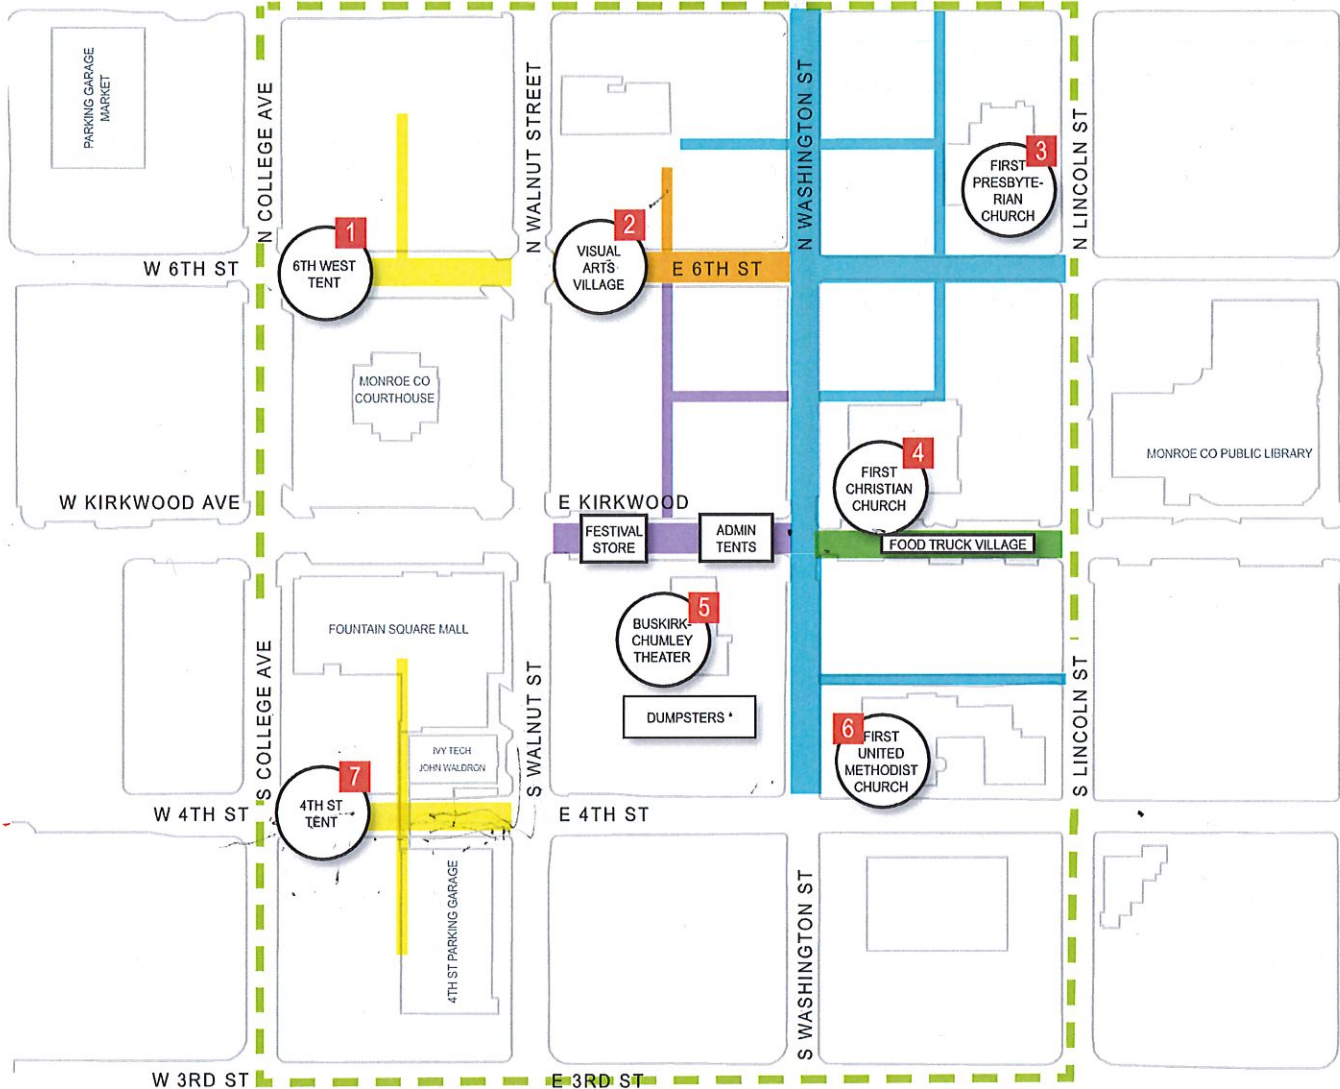 PARKING GARAGE
MARKET
N COLLEGE AVE
N WALNUT STREET
N WASHINGTON ST
N LINCOLN ST
3
FIRST
PRESBYTE-
RIAN
CHURCH
1
6TH WEST
TENT
2
VISUAL
ARTS
VILLAGE
W 6TH ST
E 6TH ST
MONROE CO
COURTHOUSE
MONROE CO PUBLIC LIBRARY
4
FIRST
CHRISTIAN
CHURCH
W KIRKWOOD AVE
E KIRKWOOD
FESTIVAL
STORE
ADMIN
TENTS
FOOD TRUCK VILLAGE
5
BUSKIRK-
CHUMLEY
THEATER
FOUNTAIN SQUARE MALL
S COLLEGE AVE
S WALNUT ST
S LINCOLN ST
DUMPSTERS
6
FIRST
UNITED
METHODIST
CHURCH
IVY TECH
JOHN WALDRON
7
4TH ST
TENT
W 4TH ST
E 4TH ST
4TH ST PARKING GARAGE
S WASHINGTON ST
W 3RD ST
E 3RD ST